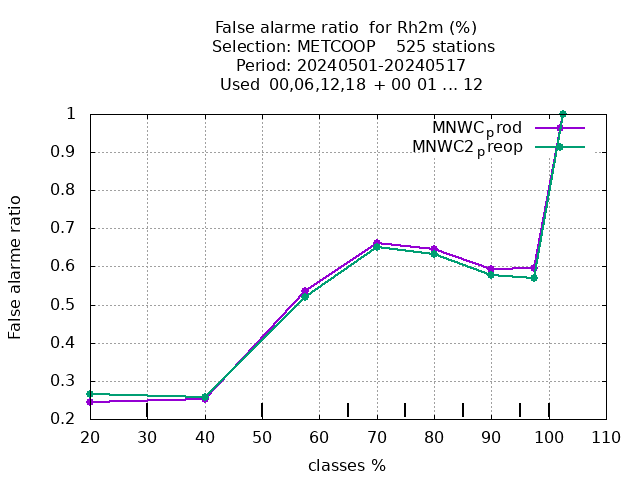 False alarme ratio  for Rh2m (%)
Selection: METCOOP    525 stations
Period: 20240501-20240517
Used  00,06,12,18  + 00 01 ... 12
MNWC_prod
MNWC2_preop
1
0.9
0.8
0.7
0.6
0.5
0.4
0.3
0.2
False alarme ratio
20 30 40 50 60 70 80 90 100 110
classes %